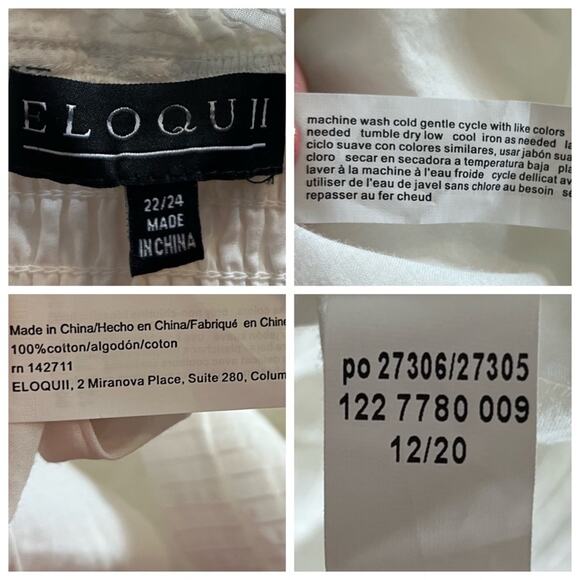 ELOQUII
22/24
MADE
IN CHINA
machine wash cold gentle cycle with like colors
needed tumble dry low cool iron as needed
ciclo suave con colores similares, usar jabón
cloro secar en secadora a temperatura baja
laver à la machine à l'eau froide cycle dellicat
utiliser de l'eau de javel sans chlore au besoin
repasser au fer cheud
Made in China/Hecho en China/Fabriqué en Chine
100%cotton/algodón/coton
rn 142711
ELOQUII, 2 Miranova Place, Suite 280, Colum
po 27306/27305
122 7780 009
12/20